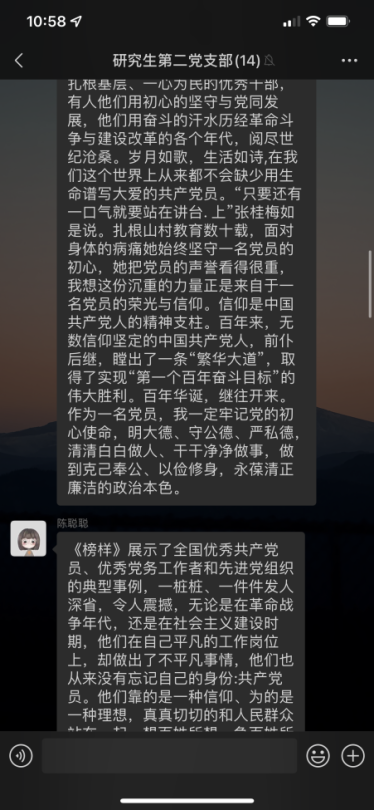 10:58
研究生第二党支部(14)
扎根基层、一心为民的优秀干部，
有人他们用初心的坚守与党同发
展，他们用奋斗的汗水历经革命斗
争与建设改革的各个年代，阅尽世
纪沧桑。岁月如歌，生活如诗,在我
们这个世界上从来都不会缺少用生
命谱写大爱的共产党员。“只要还有
一口气就要站在讲台. 上”张桂梅如
是说。扎根山村教育数十载，面对
身体的病痛她始终坚守一名党员的
初心，她把党员的声誉看得很重，
我想这份沉重的力量正是来自于一
名党员的荣光与信仰。信仰是中国
共产党人的精神支柱。百年来，无
数信仰坚定的中国共产党人，前仆
后继，瞠出了一条“繁华大道”，取
得了实现“第一个百年奋斗目标”的
伟大胜利。百年华诞，继往开来。
作为一名党员，我一定牢记党的初
心使命，明大德、守公德、严私德,
清清白白做人、干干净净做事，做
到克己奉公、以俭修身，永葆清正
廉洁的政治本色。
陈聪聪
《榜样》展示了全国优秀共产党
员、优秀党务工作者和先进党组织
的典型事例，一桩桩、一件件发人
深省，令人震撼，无论是在革命战
争年代，还是在社会主义建设时
期，他们在自己平凡的工作岗位
上，却做出了不平凡事情，他们也
从来没有忘记自己的身份:共产党
员。他们靠的是一种信仰、为的是
一种理想，真真切切的和人民群众
站在一起，想百姓所想，急百姓所